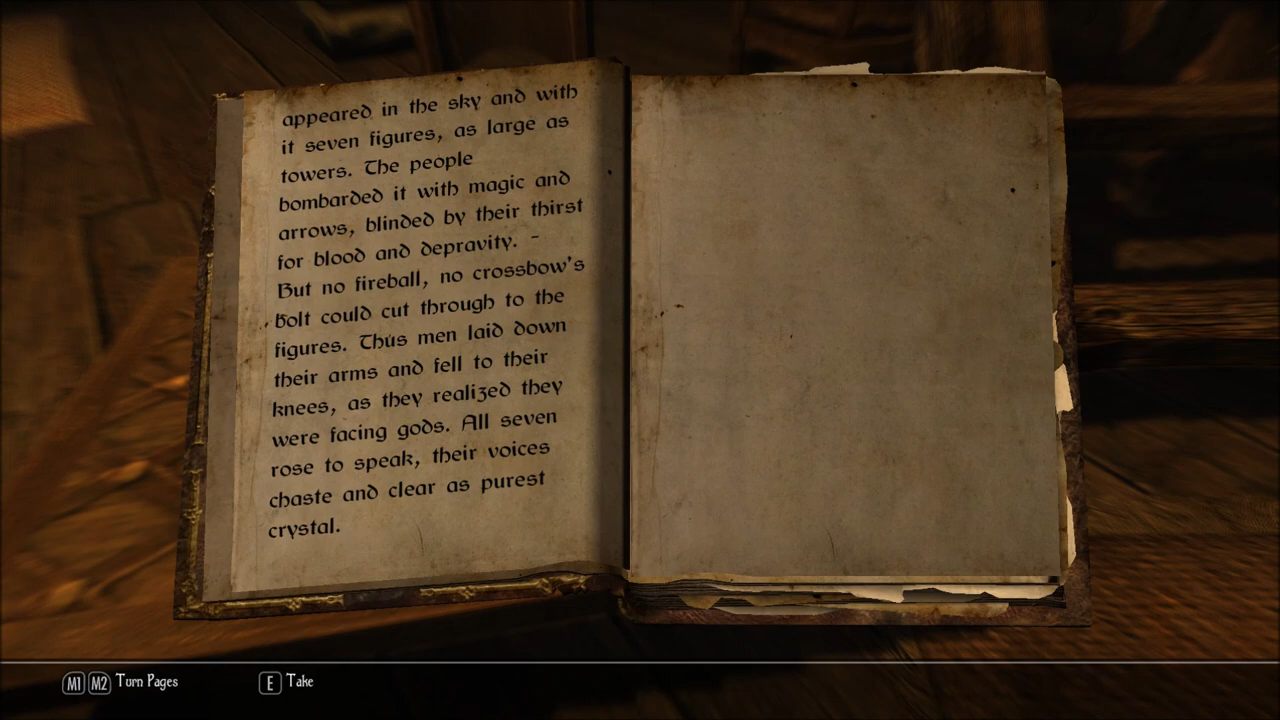 appeared in the sky and with
it seven figures, as large as
towers. The people
bombarded it with magic and
arrows, blinded by their thirst
for blood and depravity. -
But no fireball, no crossbow's
bolt could cut through to the
figures. Thus men laid down
their arms and fell to their
knees, as they realized they
were facing gods. All seven
rose to speak, their voices
chaste and clear as purest
crystal.
M1 M2 Turn Pages
E Take